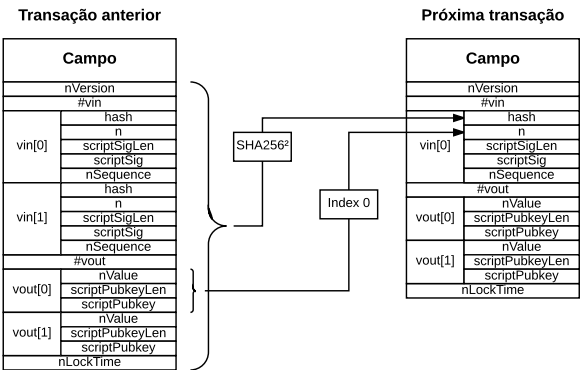 Transação anterior
Campo
nVersion
#vin
vin[0]
hash
n
scriptSigLen
scriptSig
nSequence
vin[1]
hash
n
scriptSigLen
scriptSig
nSequence
#vout
vout[0]
nValue
scriptPubkeyLen
scriptPubkey
vout[1]
nValue
scriptPubkeyLen
scriptPubkey
nLockTime
SHA256²
Index 0
Próxima transação
Campo
nVersion
#vin
vin[0]
hash
n
scriptSigLen
scriptSig
nSequence
#vout
vout[0]
nValue
scriptPubkeyLen
scriptPubkey
vout[1]
nValue
scriptPubkeyLen
scriptPubkey
nLockTime